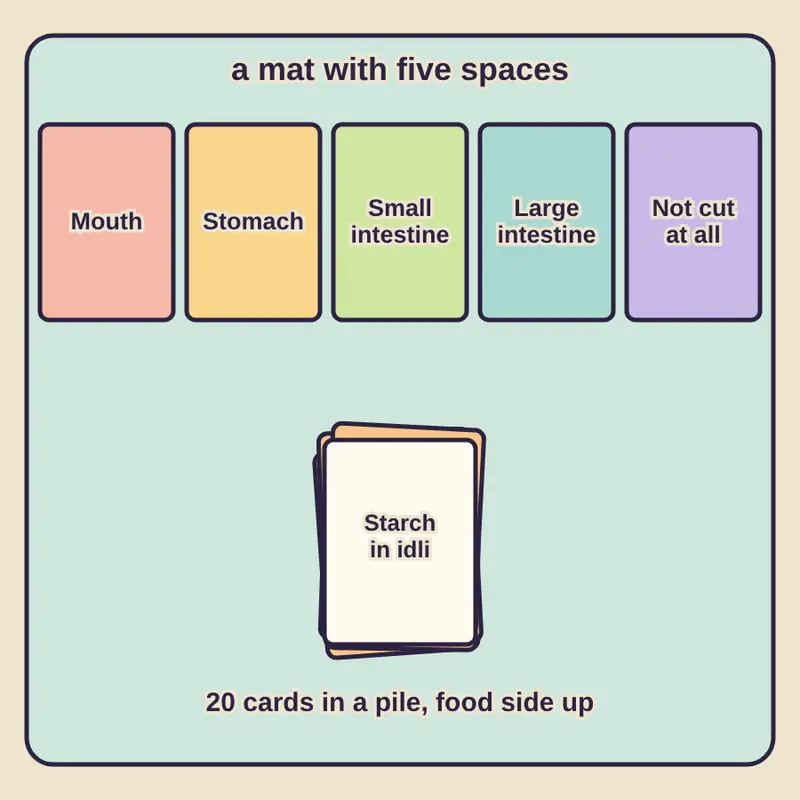 a mat with five spaces
Mouth
Stomach
Small
intestine
Large
intestine
Not cut
at all
Starch
in idli
20 cards in a pile, food side up